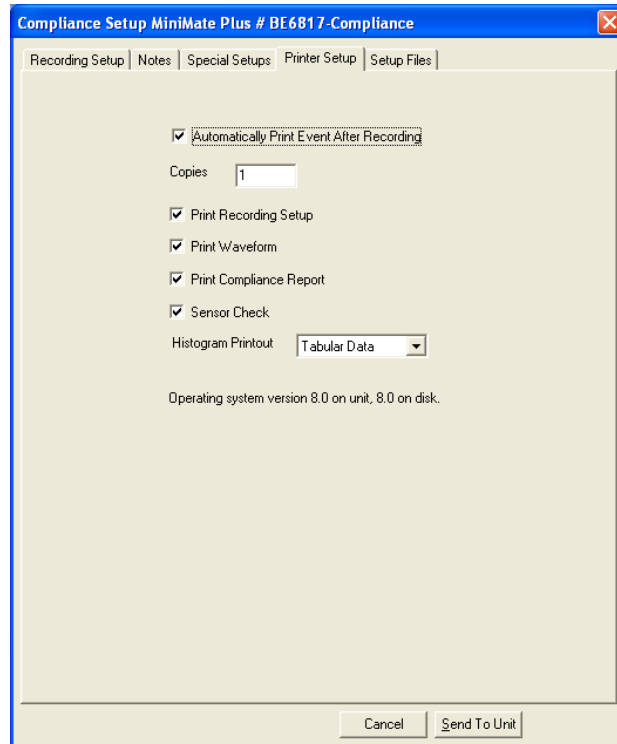 Compliance Setup MiniMate Plus # BE6817-Compliance
Recording Setup Notes Special Setups Printer Setup Setup Files
Automatically Print Event After Recording
Copies 1
Print Recording Setup
Print Waveform
Print Compliance Report
Sensor Check
Histogram Printout Tabular Data
Operating system version 8.0 on unit, 8.0 on disk.
Cancel Send To Unit